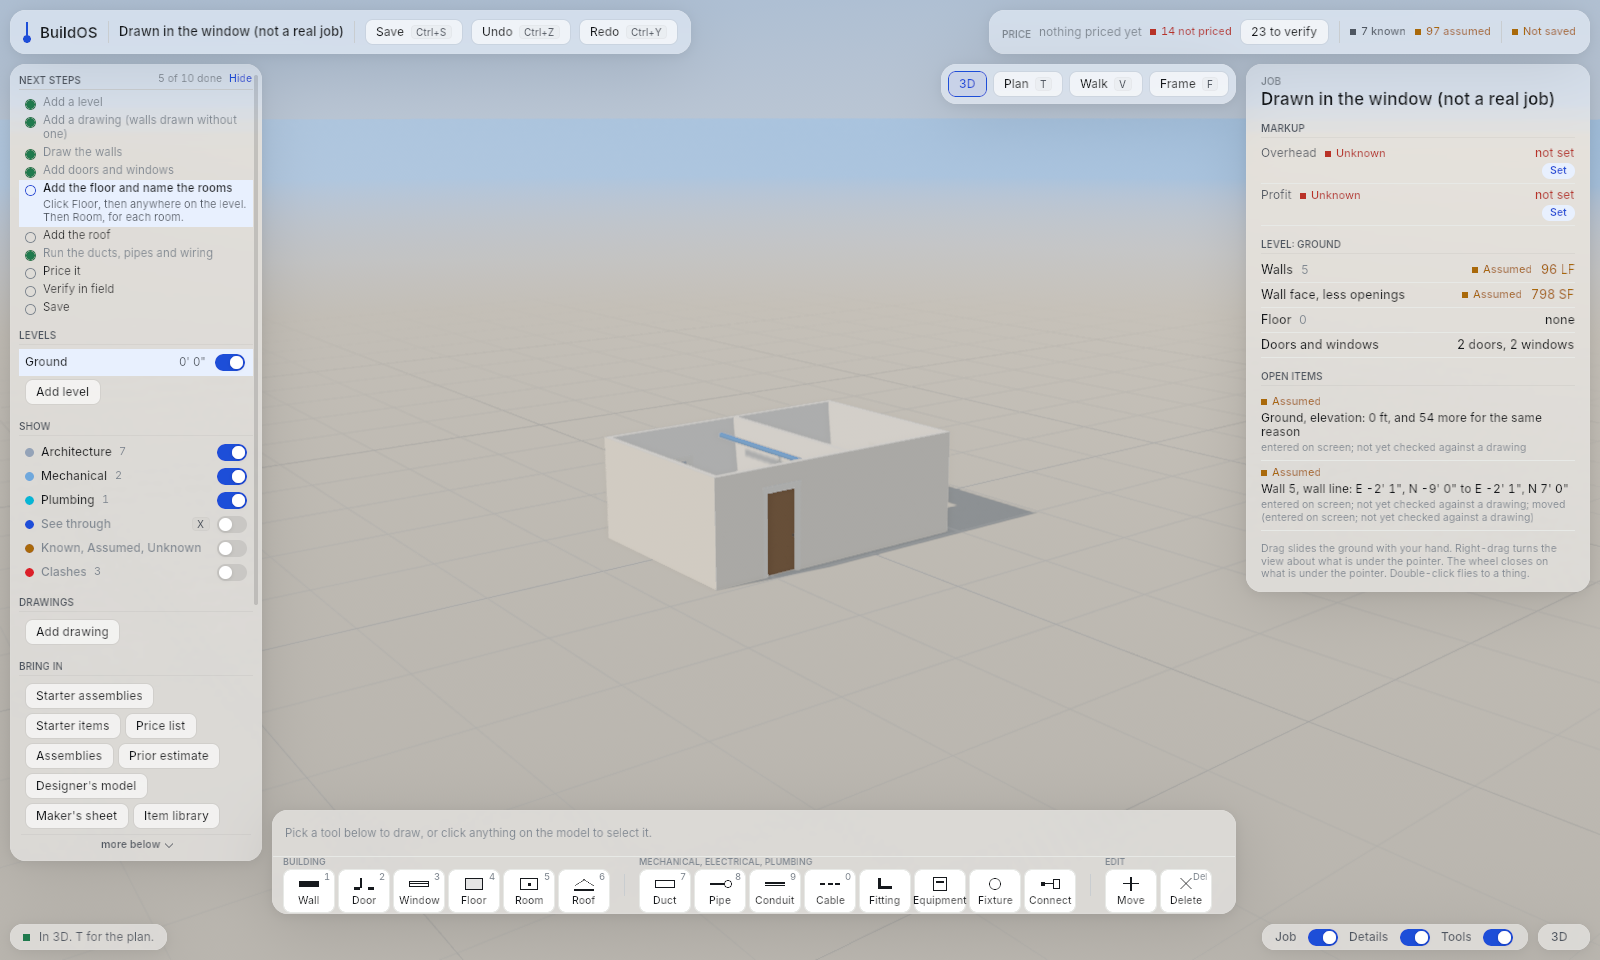 BuildOS
Drawn in the window (not a real job)
Save Ctrl+S
Undo Ctrl+Z
Redo Ctrl+Y
PRICE nothing priced yet 14 not priced 23 to verify 7 known 97 assumed Not saved
NEXT STEPS 5 of 10 done Hide
Add a level
Add a drawing (walls drawn without
one)
Draw the walls
Add doors and windows
Add the floor and name the rooms
Click Floor, then anywhere on the level.
Then Room, for each room.
Add the roof
Run the ducts, pipes and wiring
Price it
Verify in field
Save
LEVELS
Ground 0' 0"
Add level
SHOW
Architecture 7
Mechanical 2
Plumbing 1
See through X
Known, Assumed, Unknown
Clashes 3
DRAWINGS
Add drawing
BRING IN
Starter assemblies
Starter items Price list
Assemblies Prior estimate
Designer's model
Maker's sheet Item library
more below
3D
Plan T
Walk V
Frame F
JOB
Drawn in the window (not a real job)
MARKUP
Overhead Unknown not set
Set
Profit Unknown not set
Set
LEVEL: GROUND
Walls 5 Assumed 96 LF
Wall face, less openings Assumed 798 SF
Floor 0 none
Doors and windows 2 doors, 2 windows
OPEN ITEMS
Assumed
Ground, elevation: 0 ft, and 54 more for the same
reason
entered on screen; not yet checked against a drawing
Assumed
Wall 5, wall line: E -2' 1", N -9' 0" to E -2' 1", N 7' 0"
entered on screen; not yet checked against a drawing; moved
(entered on screen; not yet checked against a drawing)
Drag slides the ground with your hand. Right-drag turns the
view about what is under the pointer. The wheel closes on
what is under the pointer. Double-click flies to a thing.
Pick a tool below to draw, or click anything on the model to select it.
BUILDING
Wall 1
Door 2
Window 3
Floor 4
Room 5
Roof 6
MECHANICAL, ELECTRICAL, PLUMBING
Duct 7
Pipe 8
Conduit 9
Cable 0
Fitting
Equipment
Fixture
Connect
EDIT
Move
Delete Del
In 3D. T for the plan.
Job Details Tools
3D